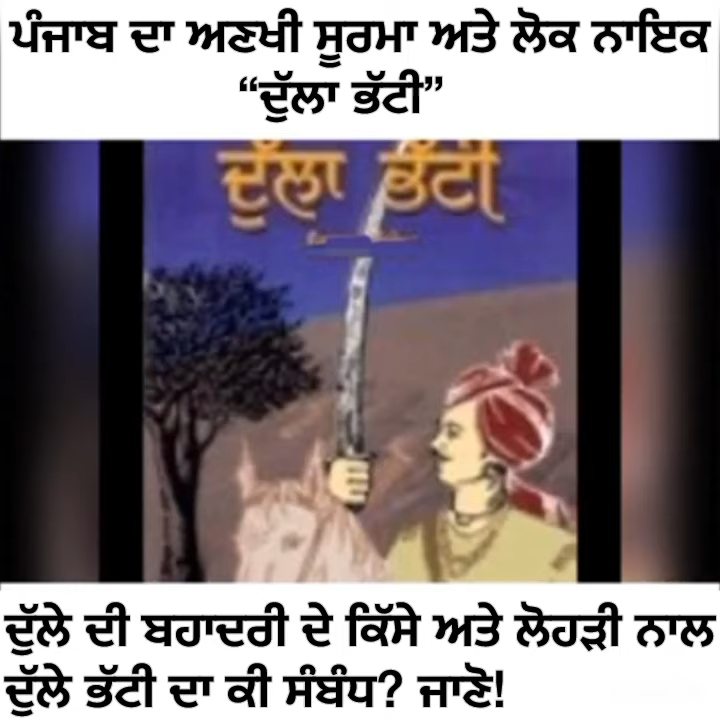 ਪੰਜਾਬ ਦਾ ਅਣਖੀ ਸੂਰਮਾ ਅਤੇ ਲੋਕ ਨਾਇਕ
“ਦੁੱਲਾ ਭੱਟੀ”
ਦੁੱਲਾ ਭੱਟੀ
ਦੁੱਲੇ ਦੀ ਬਹਾਦਰੀ ਦੇ ਕਿੱਸੇ ਅਤੇ ਲੋਹੜੀ ਨਾਲ
ਦੁੱਲੇ ਭੱਟੀ ਦਾ ਕੀ ਸੰਬੰਧ? ਜਾਣੋ!